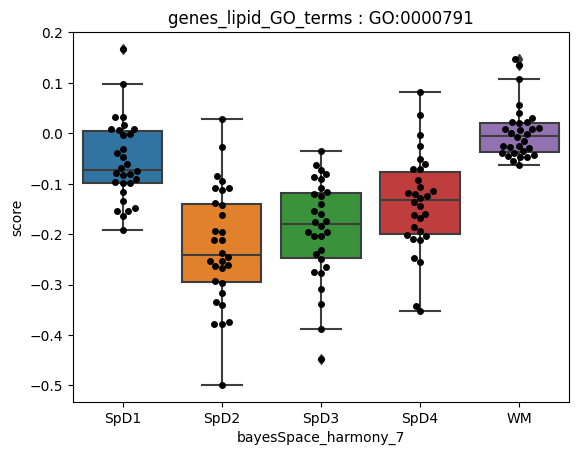 genes_lipid_GO_terms : GO:0000791
0.2
0.1
0.0
−0.1
−0.2
−0.3
−0.4
−0.5
score
SpD1 SpD2 SpD3 SpD4 WM
bayesSpace_harmony_7